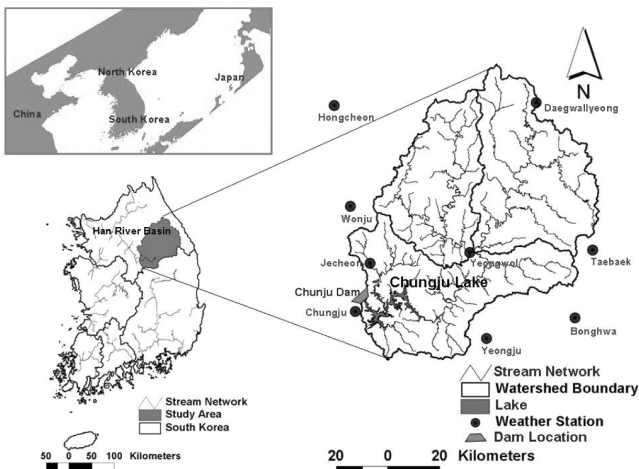 North Korea
Japan
China
South Korea
N
Hongcheon
Daegwallyeong
Wonju
Han River Basin
Jecheon
Yeongwol
Taebaek
Chungju Lake
Chunju Dam
Chungju
Bonghwa
Yeongju
Stream Network
Watershed Boundary
Lake
Weather Station
Dam Location
Stream Network
Study Area
South Korea
50 0 50 100 Kilometers
20 0 20 Kilometers